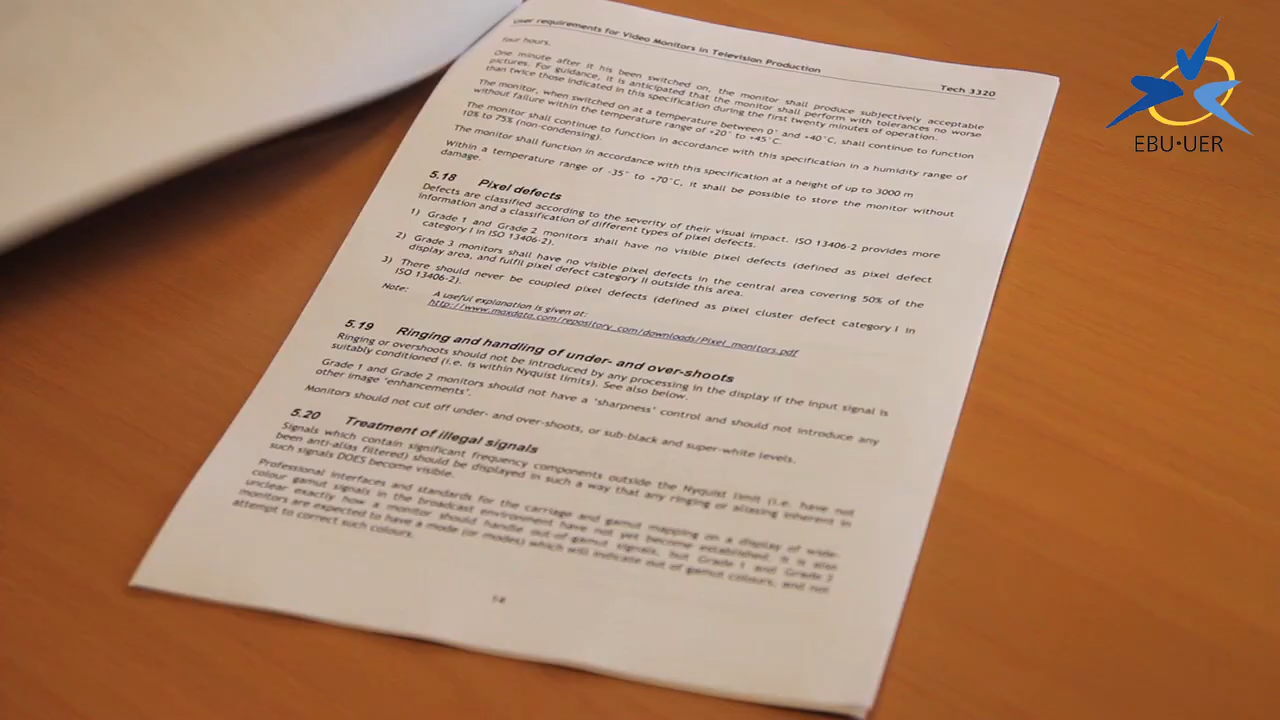 User requirements for Video Monitors in Television Production
Tech 3320
four hours.
One minute after it his been switched on, the monitor shall produce subjectively acceptable
pictures. For guidance, it is anticipated that the monitor shall perform with tolerances no worse
than twice those indicated in this specification during the first twenty minutes of operation.
The monitor, when switched on at a temperature between 0° and +40°C, shall continue to function
without failure within the temperature range of +20° to +45°C.
The monitor shall continue to function in accordance with this specification in a humidity range of
10% to 75% (non-condensing).
The monitor shall function in accordance with this specification at a height of up to 3000 m
Within a temperature range of -35° to +70°C, it shall be possible to store the monitor without
damage.
5.18 Pixel defects
Defects are classified according to the severity of their visual impact. ISO 13406-2 provides more
information and a classification of different types of pixel defects.
1) Grade 1 and Grade 2 monitors shall have no visible pixel defects (defined as pixel defect
category I in ISO 13406-2).
2) Grade 3 monitors shall have no visible pixel defects in the central area covering 50% of the
display area, and fulfil pixel defect category II outside this area.
3) There should never be coupled pixel defects (defined as pixel cluster defect category I in
ISO 13406-2).
Note: A useful explanation is given at:
http://www.maxdata.com/repository_com/downloads/Pixel_monitors.pdf
5.19 Ringing and handling of under- and over-shoots
Ringing or overshoots should not be introduced by any processing in the display if the input signal is
suitably conditioned (i.e. is within Nyquist limits). See also below.
Grade 1 and Grade 2 monitors should not have a 'sharpness' control and should not introduce any
other image 'enhancements'.
Monitors should not cut off under- and over-shoots, or sub-black and super-white levels.
5.20 Treatment of illegal signals
Signals which contain significant frequency components outside the Nyquist limit (i.e. have not
been anti-alias filtered) should be displayed in such a way that any ringing or aliasing inherent in
such signals DOES become visible.
Professional interfaces and standards for the carriage and gamut mapping on a display of wide-
colour gamut signals in the broadcast environment have not yet become established. It is also
unclear exactly how a monitor should handle out-of-gamut signals, but Grade 1 and Grade 2
monitors are expected to have a mode (or modes) which will indicate out of gamut colours, and not
attempt to correct such colours.
EBU•UER